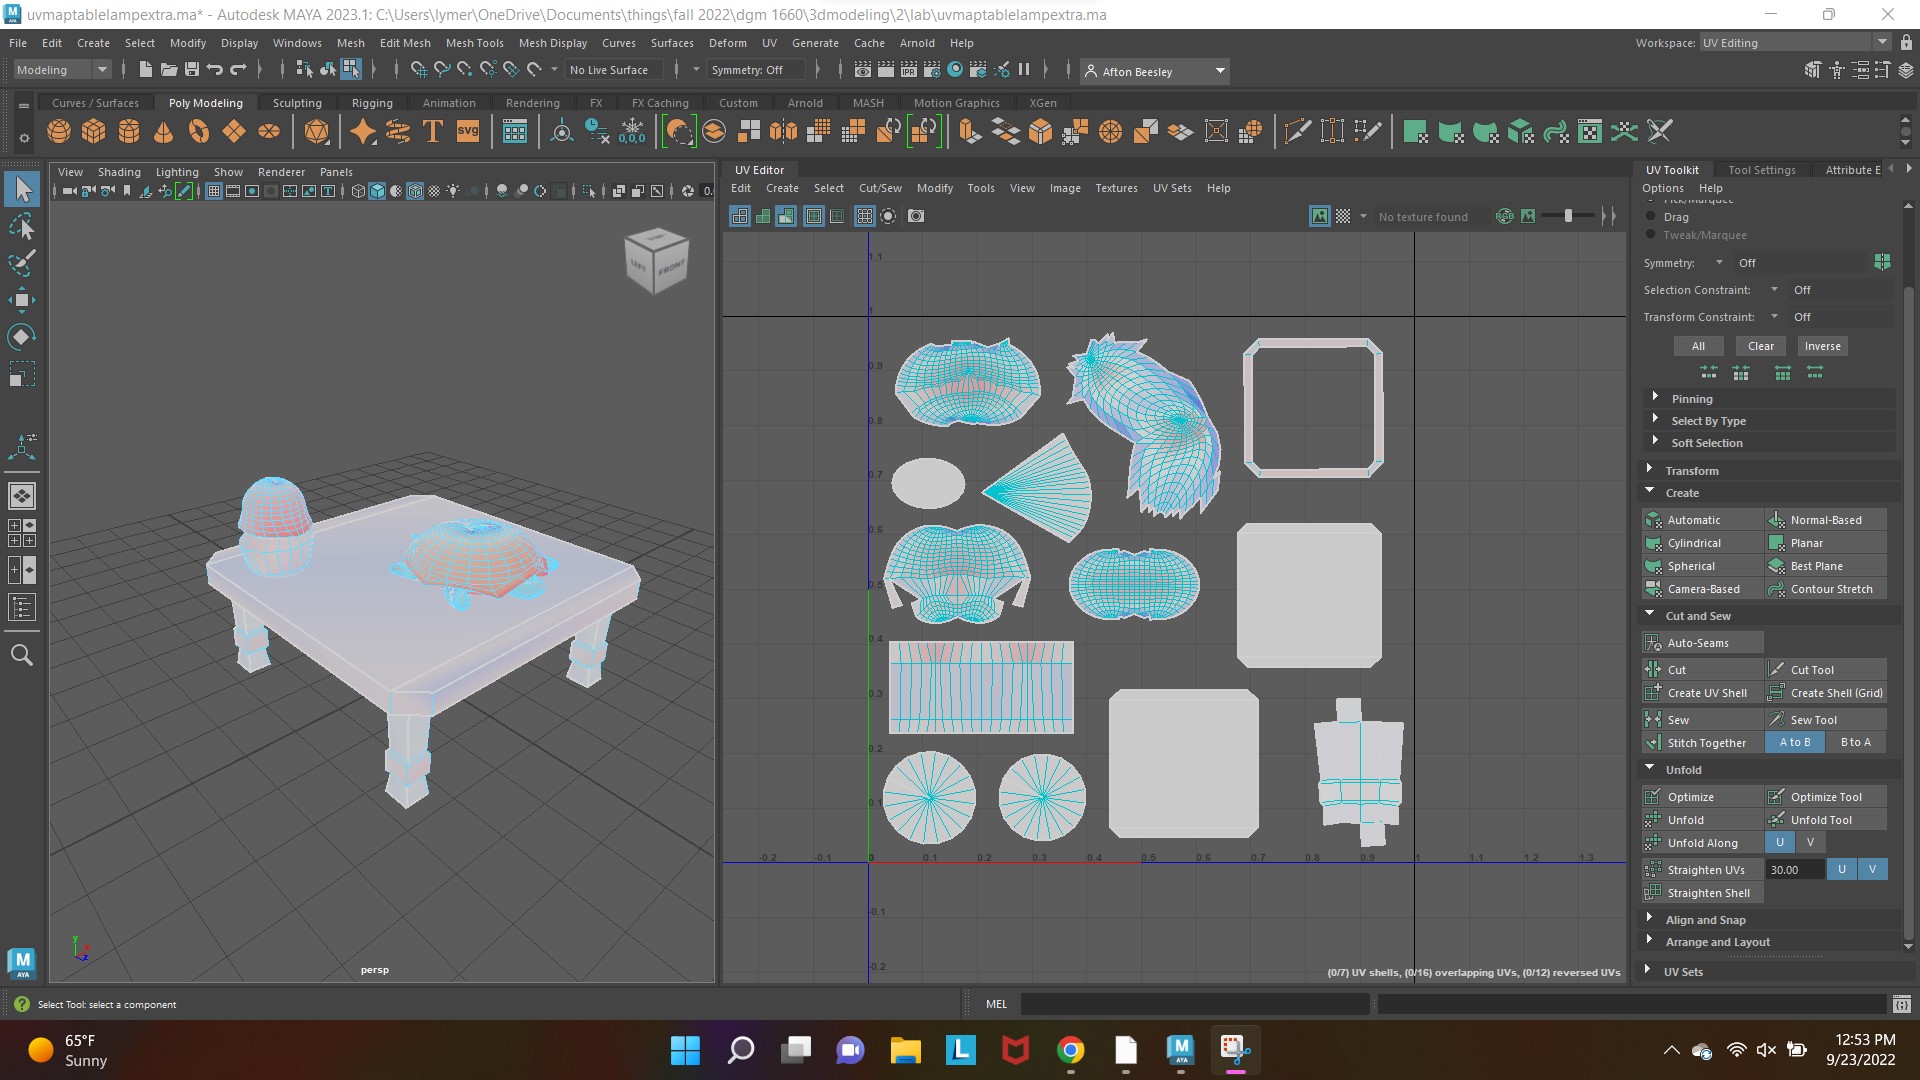 uvmaptablelampextra.ma* - Autodesk MAYA 2023.1: C:\Users\lymer\OneDrive\Documents\things\fall 2022\dgm 1660\3dmodeling\2\lab\uvmaptablelampextra.ma
File Edit Create Select Modify Display Windows Mesh Edit Mesh Mesh Tools Mesh Display Curves Surfaces Deform UV Generate Cache Arnold Help
Workspace: UV Editing
Modeling
No Live Surface
Symmetry: Off
IPR
Afton Beesley
Curves / Surfaces Poly Modeling Sculpting Rigging Animation Rendering FX FX Caching Custom Arnold MASH Motion Graphics XGen
T
SVG
0,0,0
View Shading Lighting Show Renderer Panels
LEFT
FRONT
y
x
z
persp
UV Editor
Edit Create Select Cut/Sew Modify Tools View Image Textures UV Sets Help
No texture found
1.1
1
0.9
0.8
0.7
0.6
0.5
0.4
0.3
0.2
0.1
-0.2 -0.1 0 0.1 0.2 0.3 0.4 0.5 0.6 0.7 0.8 0.9 1 1.1 1.2 1.3
-0.1
-0.2
(0/7) UV shells, (0/16) overlapping UVs, (0/12) reversed UVs
UV Toolkit Tool Settings Attribute E
Options Help
Pick/Marquee
Drag
Tweak/Marquee
Symmetry: Off
Selection Constraint: Off
Transform Constraint: Off
All Clear Inverse
Pinning
Select By Type
Soft Selection
Transform
Create
Automatic Normal-Based
Cylindrical Planar
Spherical Best Plane
Camera-Based Contour Stretch
Cut and Sew
Auto-Seams
Cut Cut Tool
Create UV Shell Create Shell (Grid)
Sew Sew Tool
Stitch Together A to B B to A
Unfold
Optimize Optimize Tool
Unfold Unfold Tool
Unfold Along U V
Straighten UVs 30.00 U V
Straighten Shell
Align and Snap
Arrange and Layout
UV Sets
M
AYA
Select Tool: select a component
MEL
65°F
Sunny
L
M
AYA
12:53 PM
9/23/2022